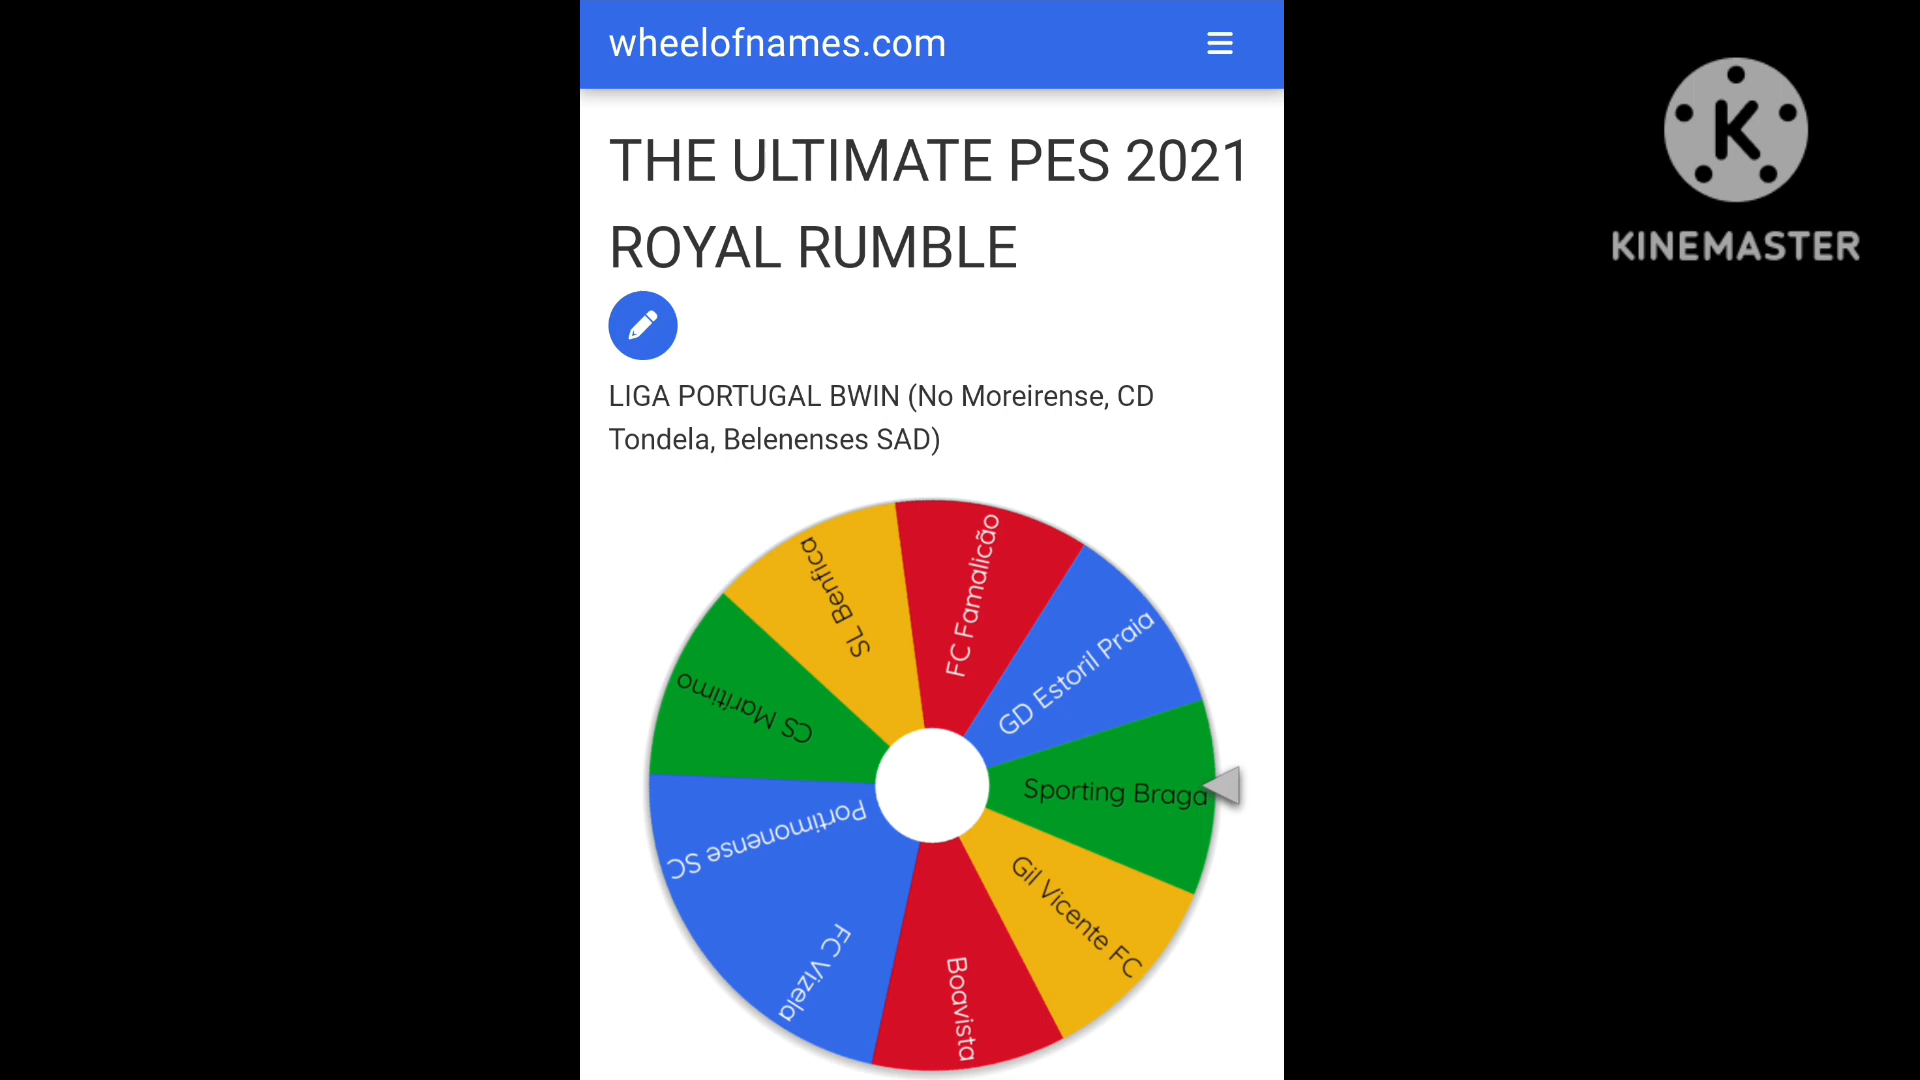 wheelofnames.com
THE ULTIMATE PES 2021
ROYAL RUMBLE
LIGA PORTUGAL BWIN (No Moreirense, CD
Tondela, Belenenses SAD)
FC Famalicão
GD Estoril Praia
Sporting Braga
Gil Vicente FC
Boavista
FC Vizela
Portimonense SC
CS Marítimo
SL Benfica
K
KINEMASTER